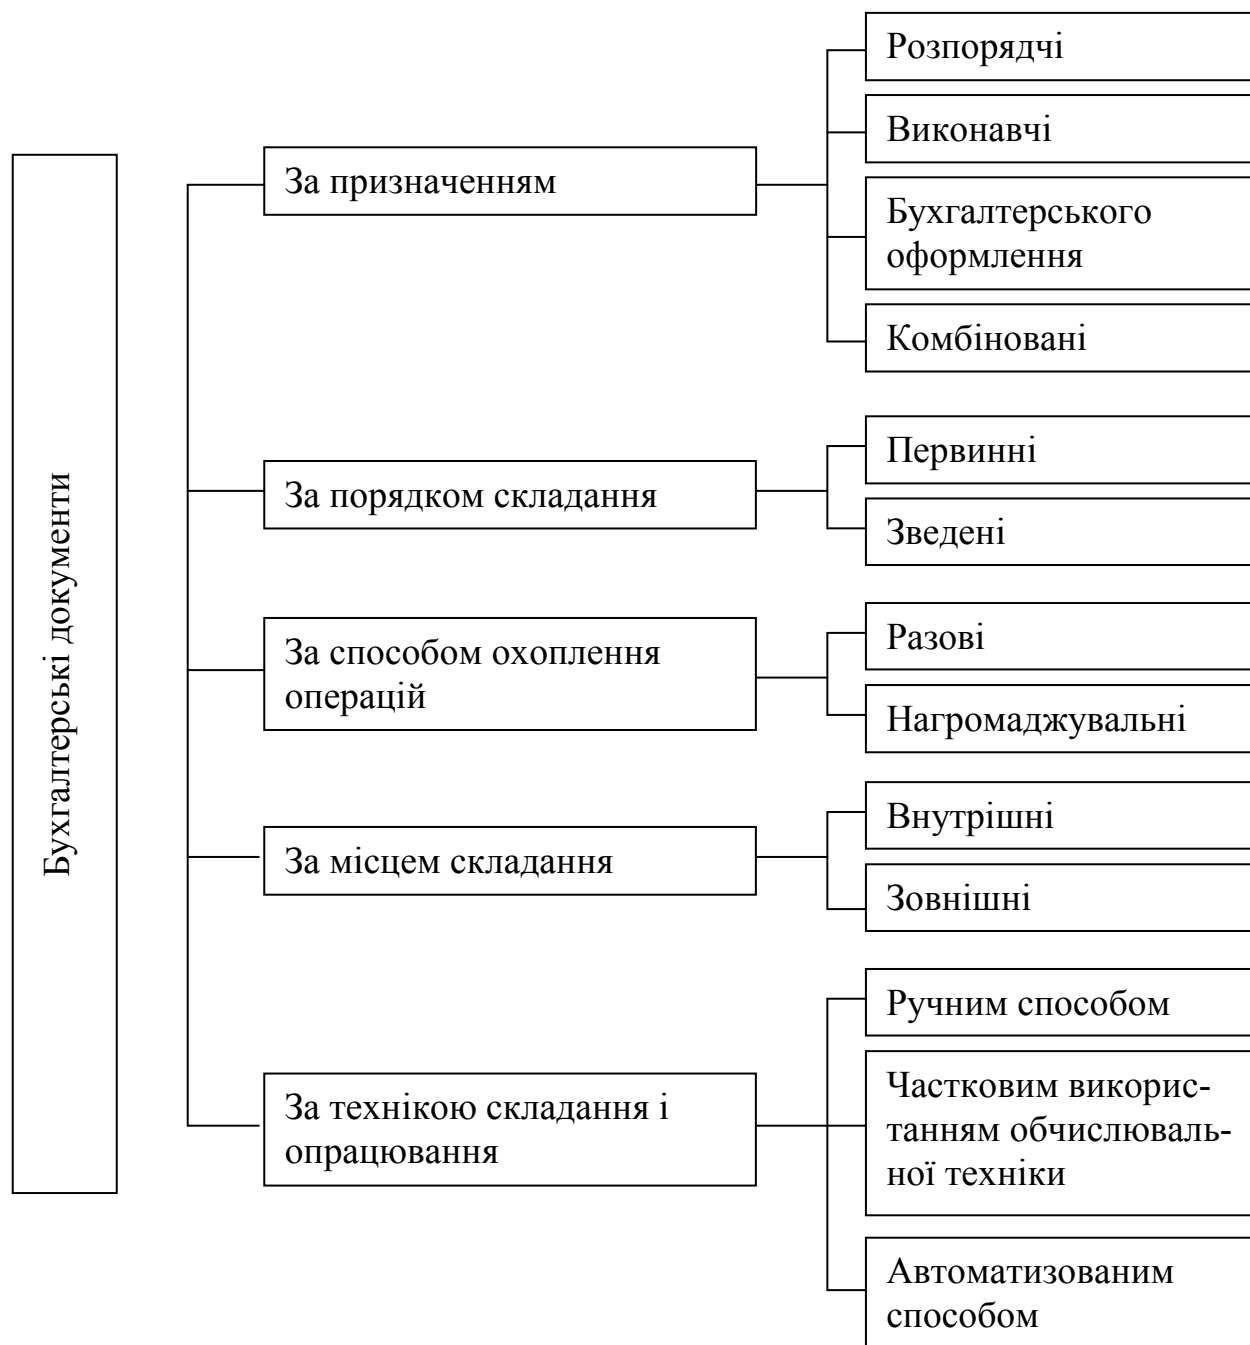 Бухгалтерські документи
За призначенням
Розпорядчі
Виконавчі
Бухгалтерського
оформлення
Комбіновані
За порядком складання
Первинні
Зведені
За способом охоплення
операцій
Разові
Нагромаджувальні
За місцем складання
Внутрішні
Зовнішні
За технікою складання і
опрацювання
Ручним способом
Частковим викорис-
танням обчислюваль-
ної техніки
Автоматизованим
способом